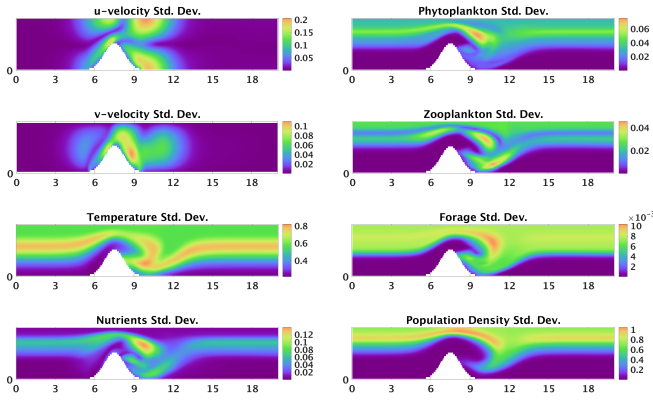 u-velocity Std. Dev.
0.2
0.15
0.1
0.05
0
0 3 6 9 12 15 18
Phytoplankton Std. Dev.
0.06
0.04
0.02
0
0 3 6 9 12 15 18
v-velocity Std. Dev.
0.1
0.08
0.06
0.04
0.02
0
0 3 6 9 12 15 18
Zooplankton Std. Dev.
0.04
0.02
0
0 3 6 9 12 15 18
Temperature Std. Dev.
0.8
0.6
0.4
0
0 3 6 9 12 15 18
Forage Std. Dev.
×10⁻³
10
8
6
4
2
0
0 3 6 9 12 15 18
Nutrients Std. Dev.
0.12
0.10
0.08
0.06
0.04
0.02
0
0 3 6 9 12 15 18
Population Density Std. Dev.
1
0.8
0.6
0.4
0.2
0
0 3 6 9 12 15 18